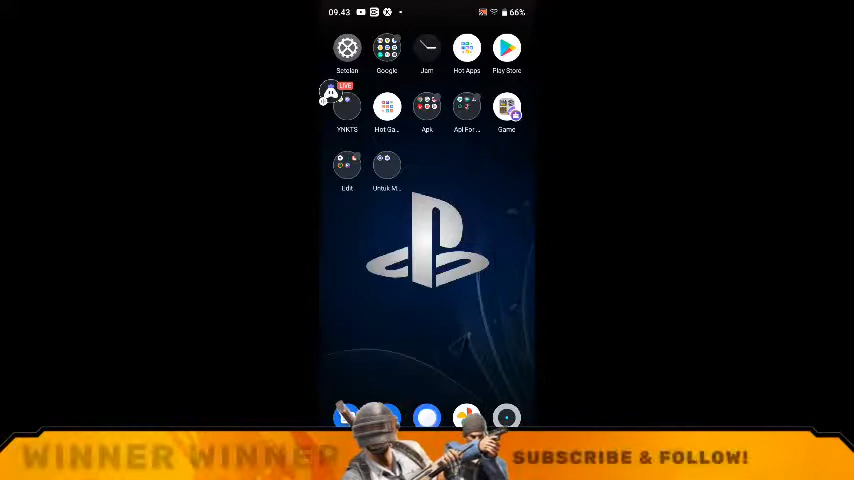 09.43
66%
Setelan Google Jam Hot Apps Play Store
LIVE
YNKTS Hot Ga... Apk Apl For ... Game
Edit Untuk M...
WINNER WINNER
SUBSCRIBE & FOLLOW!